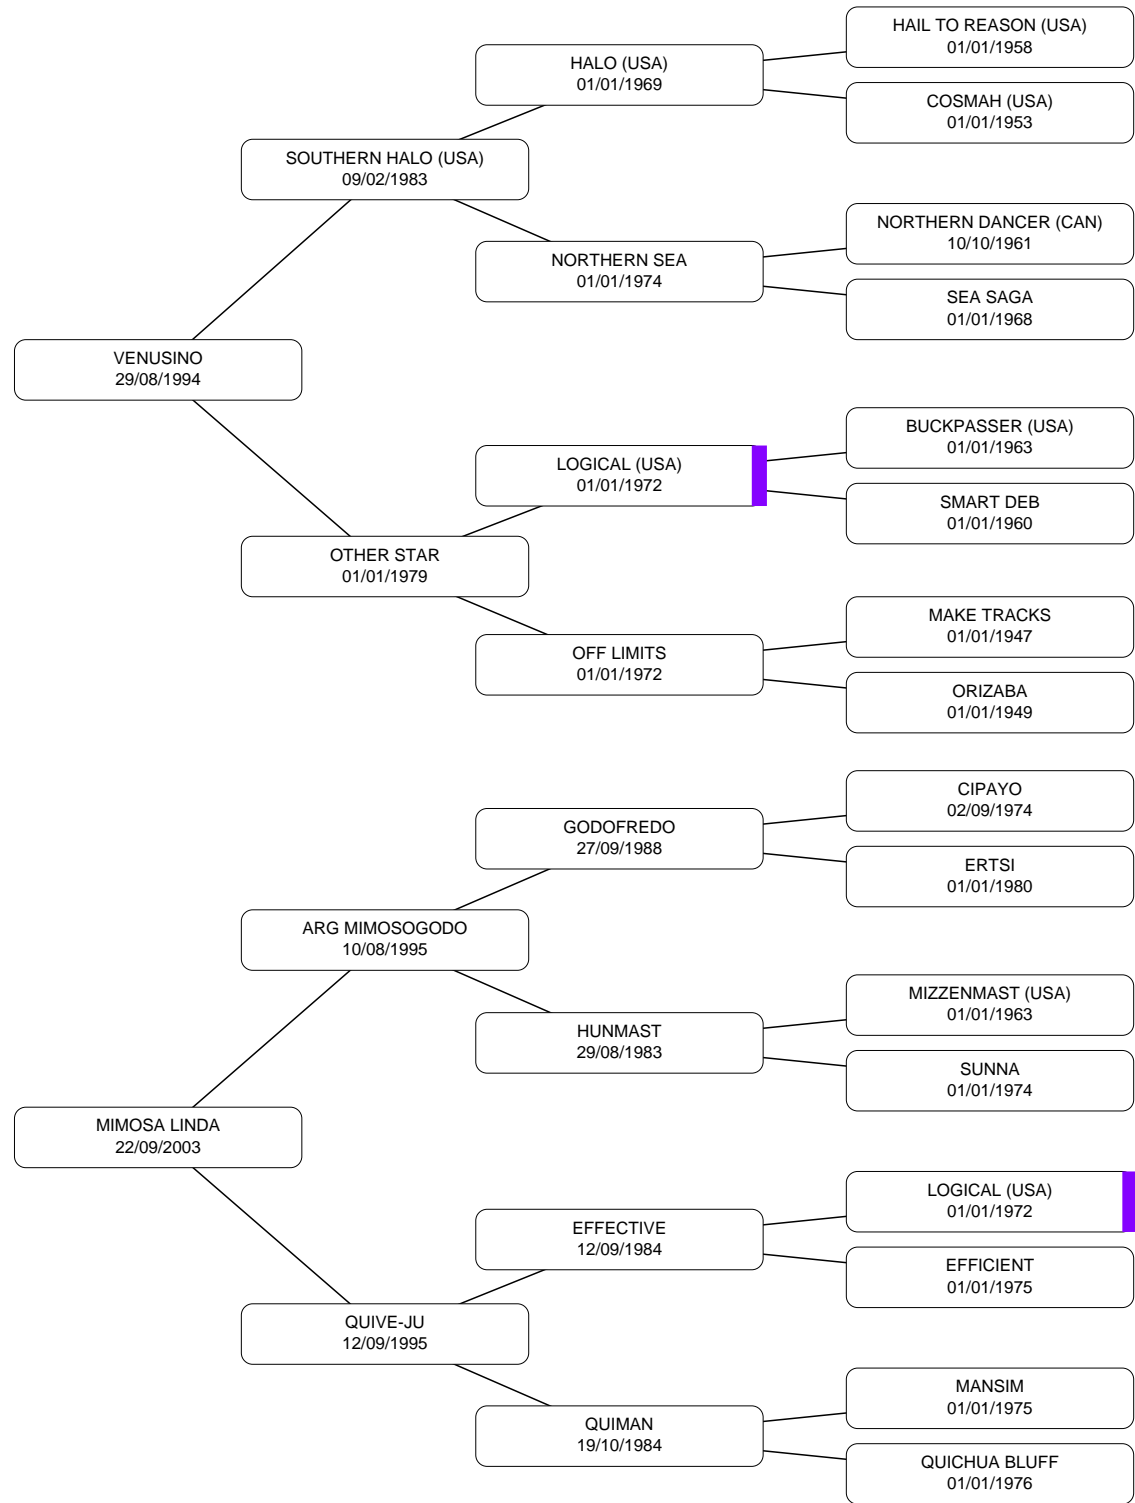 HAIL TO REASON (USA)
01/01/1958
HALO (USA)
01/01/1969
COSMAH (USA)
01/01/1953
SOUTHERN HALO (USA)
09/02/1983
NORTHERN DANCER (CAN)
10/10/1961
NORTHERN SEA
01/01/1974
SEA SAGA
01/01/1968
VENUSINO
29/08/1994
BUCKPASSER (USA)
01/01/1963
LOGICAL (USA)
01/01/1972
SMART DEB
01/01/1960
OTHER STAR
01/01/1979
MAKE TRACKS
01/01/1947
OFF LIMITS
01/01/1972
ORIZABA
01/01/1949
CIPAYO
02/09/1974
GODOFREDO
27/09/1988
ERTSI
01/01/1980
ARG MIMOSOGODO
10/08/1995
MIZZENMAST (USA)
01/01/1963
HUNMAST
29/08/1983
SUNNA
01/01/1974
MIMOSA LINDA
22/09/2003
LOGICAL (USA)
01/01/1972
EFFECTIVE
12/09/1984
EFFICIENT
01/01/1975
QUIVE-JU
12/09/1995
MANSIM
01/01/1975
QUIMAN
19/10/1984
QUICHUA BLUFF
01/01/1976